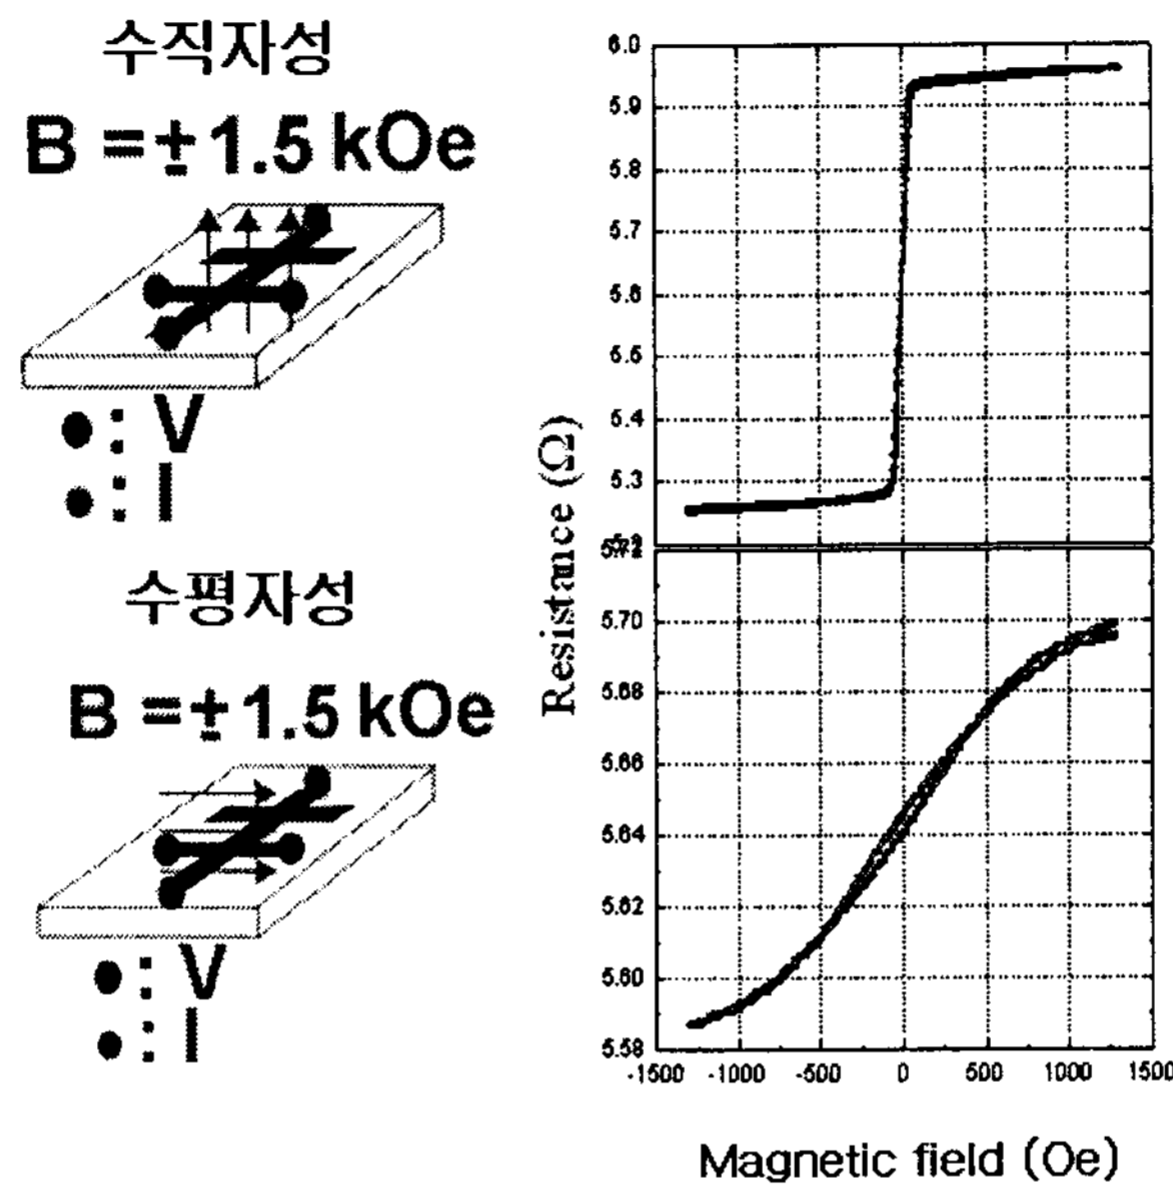 수직자성
B = ± 1.5 kOe
● : V
● : I
수평자성
B = ± 1.5 kOe
● : V
● : I
Resistance (Ω)
6.0
5.9
5.8
5.7
5.6
5.5
5.4
5.3
5.2
5.72
5.70
5.68
5.66
5.64
5.62
5.60
5.58
-1500 -1000 -500 0 500 1000 1500
Magnetic field (Oe)